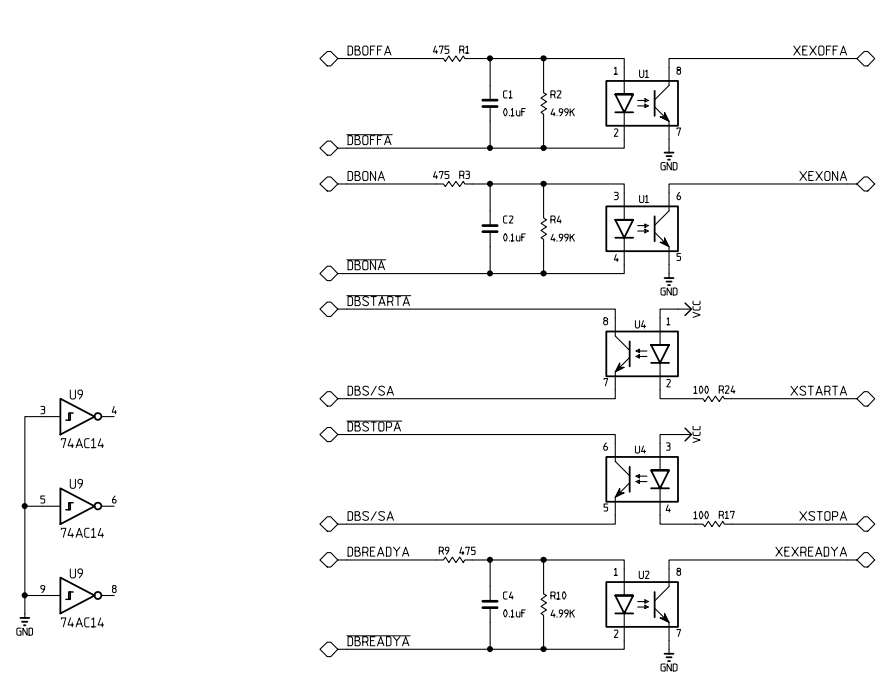 DBOFFA 475 R1 XEXOFFA
1 U1 8
C1 R2
0.1uF 4.99K
2 7
DBOFFA
GND
DBONA 475 R3 XEXONA
3 U1 6
C2 R4
0.1uF 4.99K
4 5
DBONA
GND
DBSTARTA VCC
8 U4 1
7 2
DBS/SA 100 R24 XSTARTA
DBSTOPA VCC
6 U4 3
5 4
DBS/SA 100 R17 XSTOPA
DBREADYA R9 475 XEXREADYA
1 U2 8
C4 R10
0.1uF 4.99K
2 7
DBREADYA
GND
U9
3 4
74AC14
U9
5 6
74AC14
U9
9 8
74AC14
GND